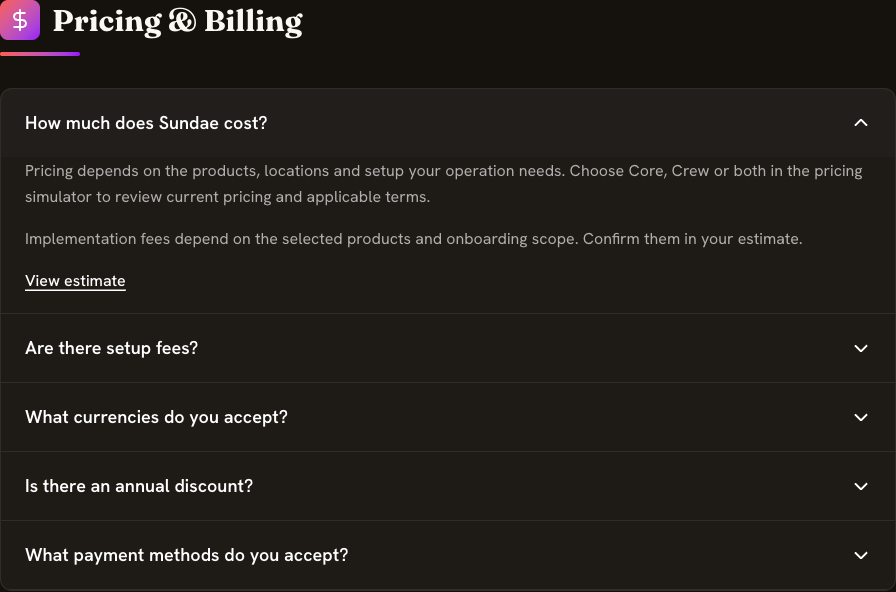 $
Pricing & Billing
How much does Sundae cost?
Pricing depends on the products, locations and setup your operation needs. Choose Core, Crew or both in the pricing
simulator to review current pricing and applicable terms.
Implementation fees depend on the selected products and onboarding scope. Confirm them in your estimate.
View estimate
Are there setup fees?
What currencies do you accept?
Is there an annual discount?
What payment methods do you accept?